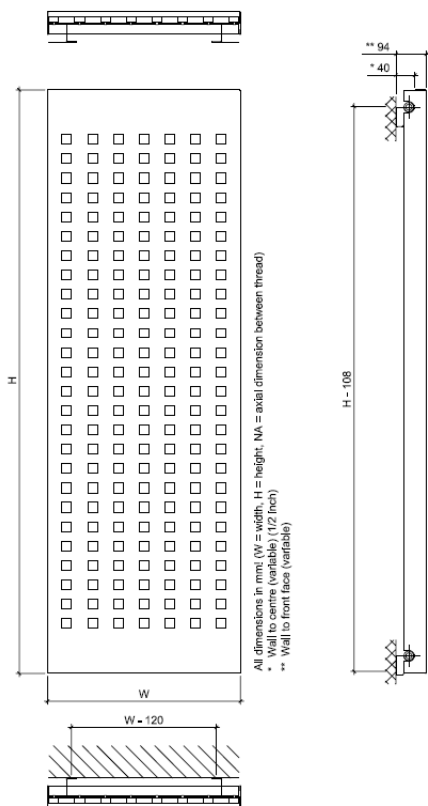 ** 94
* 40
H
H - 108
All dimensions in mm! (W = width, H = height, NA = axial dimension between thread)
* Wall to centre (variable) (1/2 inch)
** Wall to front face (variable)
W
W - 120